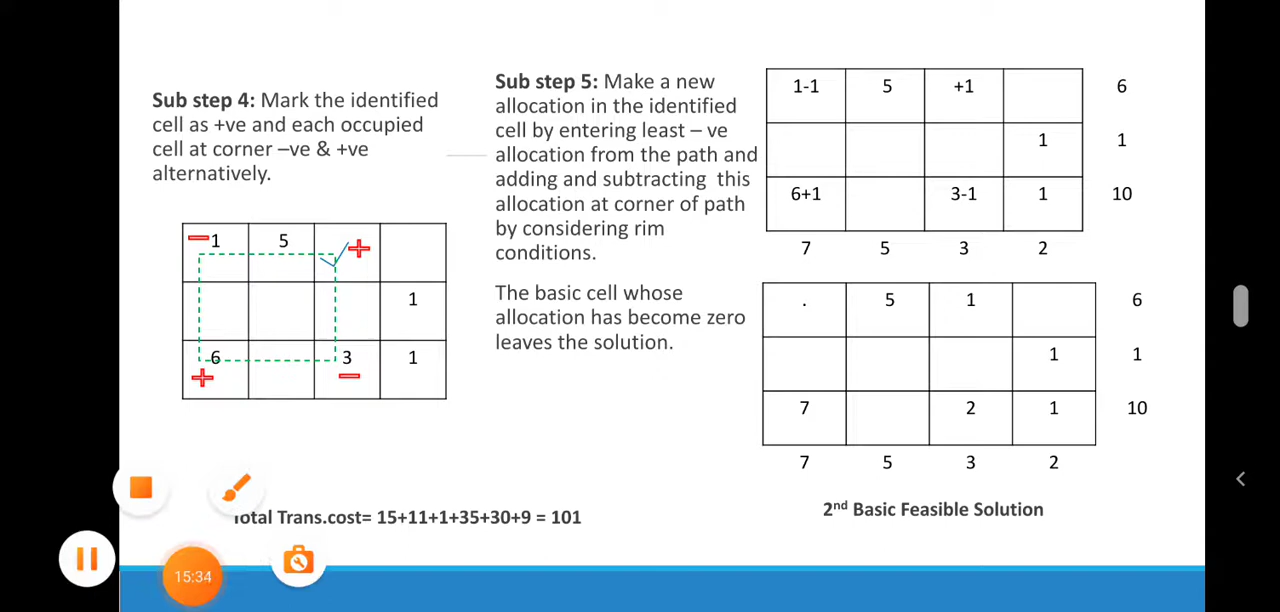 Sub step 4: Mark the identified
cell as +ve and each occupied
cell at corner –ve & +ve
alternatively.
1 5
1
6 3 1
Sub step 5: Make a new
allocation in the identified
cell by entering least – ve
allocation from the path and
adding and subtracting this
allocation at corner of path
by considering rim
conditions.
The basic cell whose
allocation has become zero
leaves the solution.
1-1 5 +1 6
1 1
6+1 3-1 1 10
7 5 3 2
. 5 1 6
1 1
7 2 1 10
7 5 3 2
2nd Basic Feasible Solution
Total Trans.cost= 15+11+1+35+30+9 = 101
15:34